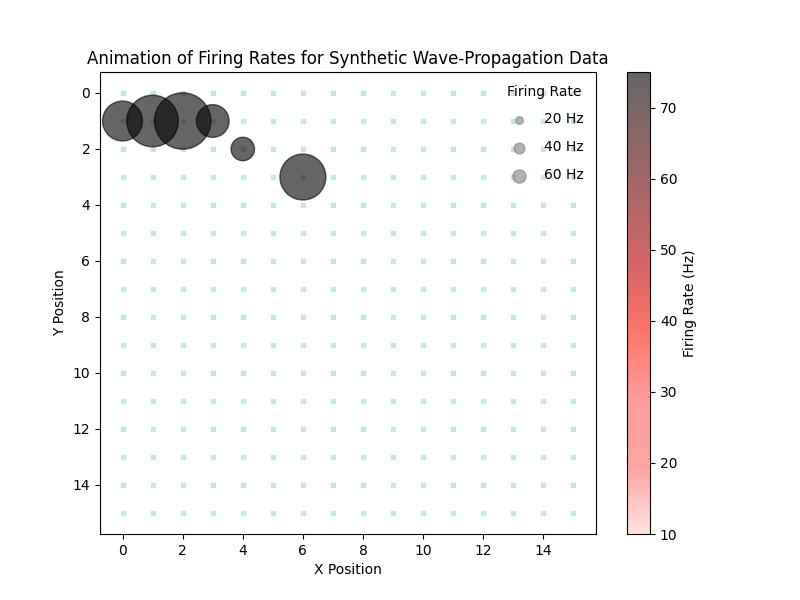 Animation of Firing Rates for Synthetic Wave-Propagation Data
Firing Rate
20 Hz
40 Hz
60 Hz
0
2
4
6
8
10
12
14
Y Position
0
2
4
6
8
10
12
14
X Position
70
60
50
40
30
20
10
Firing Rate (Hz)